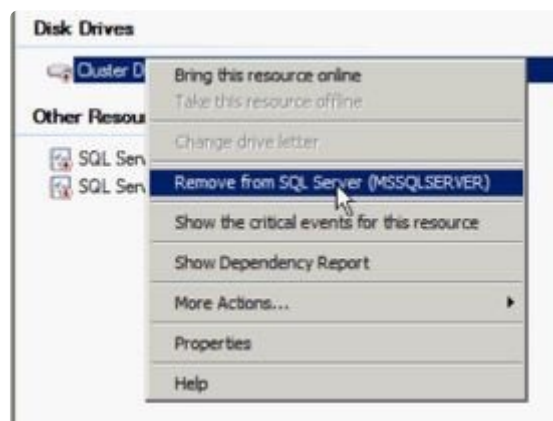 Disk Drives
Cluster D
Bring this resource online
Take this resource offline
Other Resou
Change drive letter
SQL Serv
Remove from SQL Server (MSSQLSERVER)
SQL Serv
Show the critical events for this resource
Show Dependency Report
More Actions...
Properties
Help